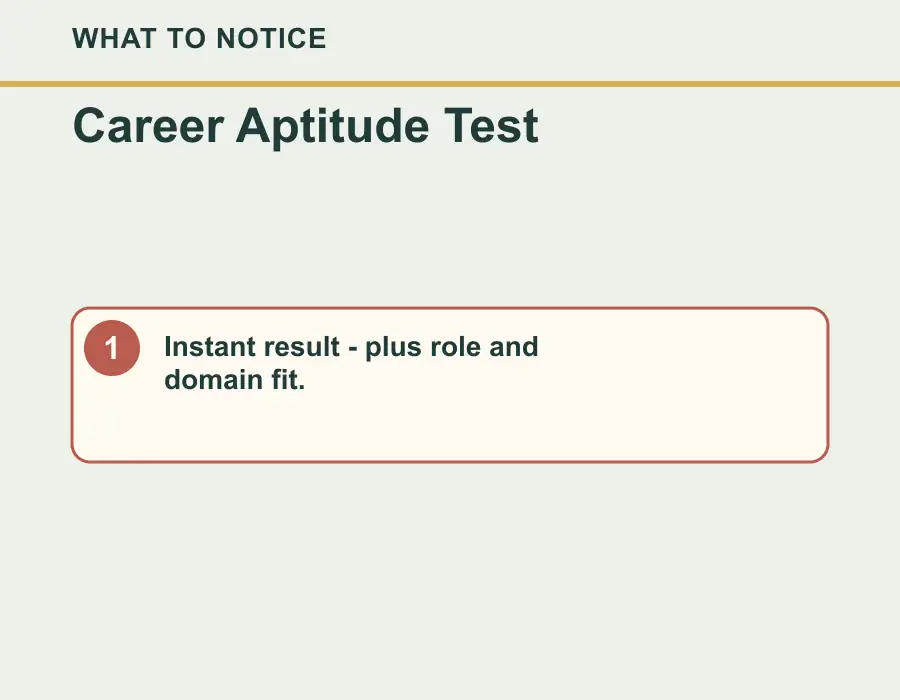 WHAT TO NOTICE
Career Aptitude Test
1
Instant result - plus role and
domain fit.